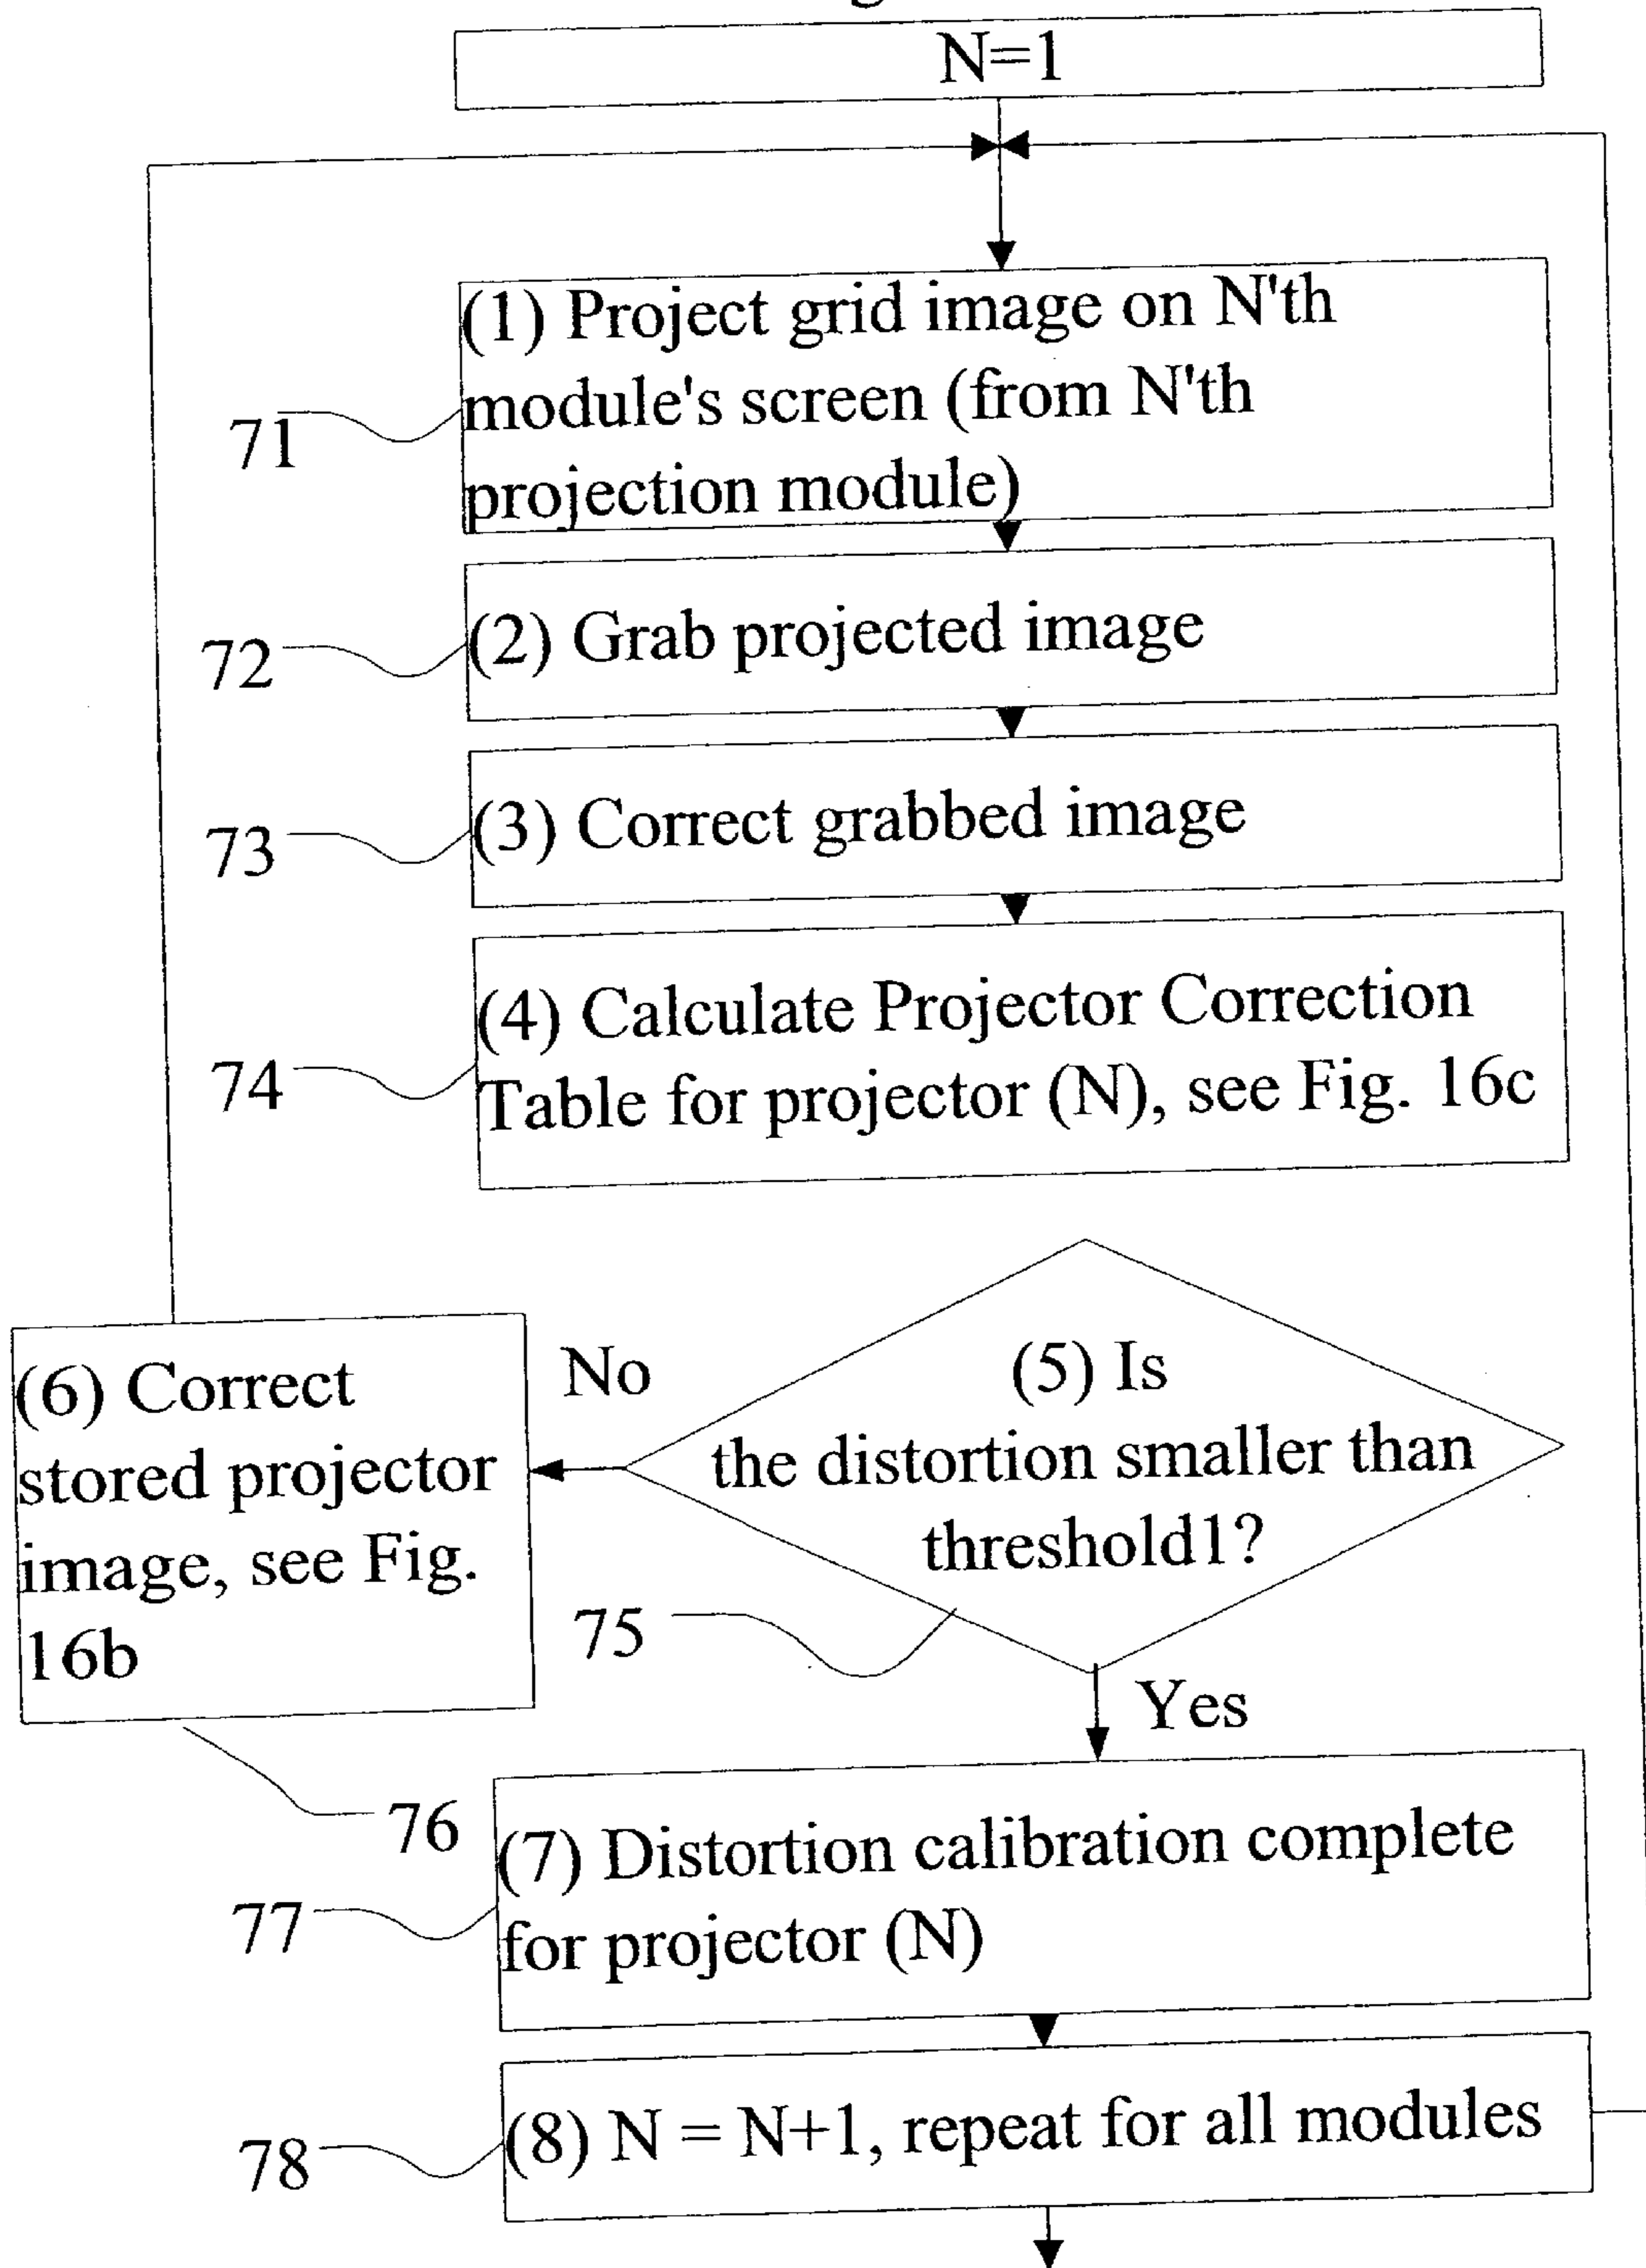 N=1
(1) Project grid image on N'th
module's screen (from N'th
projection module)
71
(2) Grab projected image
72
(3) Correct grabbed image
73
(4) Calculate Projector Correction
Table for projector (N), see Fig. 16c
74
(5) Is
the distortion smaller than
threshold1?
75
No
(6) Correct
stored projector
image, see Fig.
16b
76
Yes
(7) Distortion calibration complete
for projector (N)
77
(8) N = N+1, repeat for all modules
78